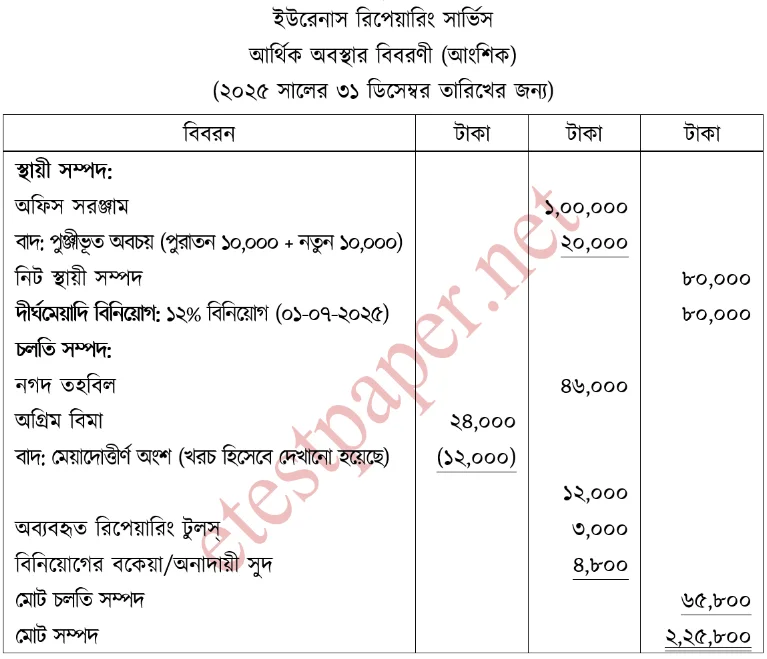 ইউরেনাস রিপেয়ারিং সার্ভিস
আর্থিক অবস্থার বিবরণী (আংশিক)
(২০২৫ সালের ৩১ ডিসেম্বর তারিখের জন্য)
বিবরন টাকা টাকা টাকা
স্থায়ী সম্পদ:
অফিস সরঞ্জাম ১,০০,০০০
বাদ: পুঞ্জীভূত অবচয় (পুরাতন ১০,০০০ + নতুন ১০,০০০) ২০,০০০
নিট স্থায়ী সম্পদ ৮০,০০০
দীর্ঘমেয়াদি বিনিয়োগ: ১২% বিনিয়োগ (০১-০৭-২০২৫) ৮০,০০০
চলতি সম্পদ:
নগদ তহবিল ৪৬,০০০
অগ্রিম বিমা ২৪,০০০
বাদ: মেয়াদোত্তীর্ণ অংশ (খরচ হিসেবে দেখানো হয়েছে) (১২,০০০)
১২,০০০
অব্যবহৃত রিপেয়ারিং টুলস্ ৩,০০০
বিনিয়োগের বকেয়া/অনাদায়ী সুদ ৪,৮০০
মোট চলতি সম্পদ ৬৫,৮০০
মোট সম্পদ ২,২৫,৮০০
etestpaper.net